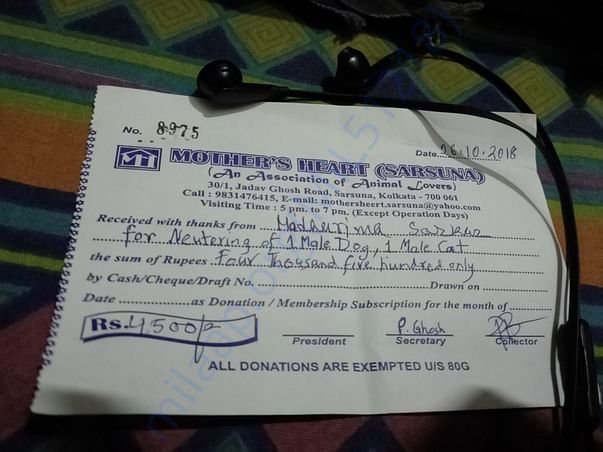 No. 8975
Date 26.10.2018
MOTHER'S HEART (SARSUNA)
(An Association of Animal Lovers)
30/1, Jadav Ghosh Road, Sarsuna, Kolkata - 700 061
Call : 9831476415, E-mail: mothersheert.sarsuna@yahoo.com
Visiting Time : 5 pm. to 7 pm. (Except Operation Days)
Received with thanks from Madhurima Sarkar
for Neutering of 1 Male Dog, 1 Male Cat
the sum of Rupees Four Thousand five hundred only
by Cash/Cheque/Draft No. Drawn on
Date as Donation / Membership Subscription for the month of
Rs. 4500/-
P. Ghosh
President Secretary Collector
ALL DONATIONS ARE EXEMPTED U/S 80G